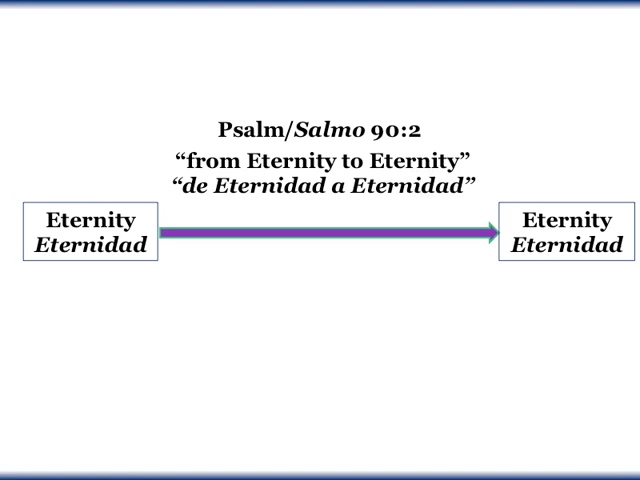 Psalm/Salmo 90:2
“from Eternity to Eternity”
“de Eternidad a Eternidad”
Eternity
Eternidad
Eternity
Eternidad